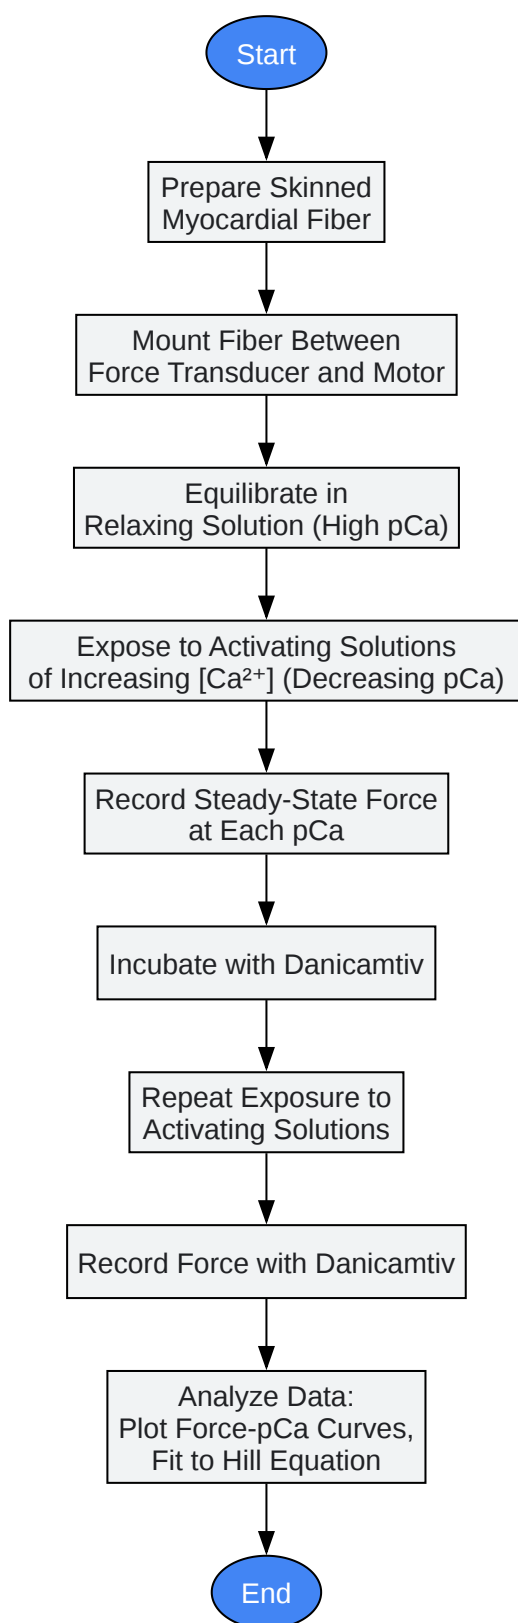 Start
Prepare Skinned
Myocardial Fiber
Mount Fiber Between
Force Transducer and Motor
Equilibrate in
Relaxing Solution (High pCa)
Expose to Activating Solutions
of Increasing [Ca²⁺] (Decreasing pCa)
Record Steady-State Force
at Each pCa
Incubate with Danicamtiv
Repeat Exposure to
Activating Solutions
Record Force with Danicamtiv
Analyze Data:
Plot Force-pCa Curves,
Fit to Hill Equation
End